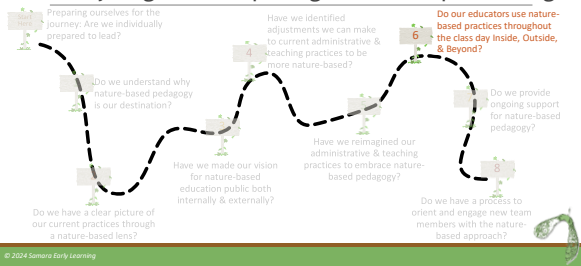 Start
Here
Preparing ourselves for the
journey: Are we individually
prepared to lead?
Do we understand why
nature-based pedagogy
is our destination?
Do we have a clear picture of
our current practices through
a nature-based lens?
Have we made our vision
for nature-based
education public both
internally & externally?
4
Have we identified
adjustments we can make
to current administrative &
teaching practices to be
more nature-based?
Have we reimagined our
administrative & teaching
practices to embrace nature-
based pedagogy?
6
Do our educators use nature-
based practices throughout
the class day Inside, Outside,
& Beyond?
Do we provide
ongoing support
for nature-based
pedagogy?
8
Do we have a process to
orient and engage new team
members with the nature-
based approach?
© 2024 Samara Early Learning